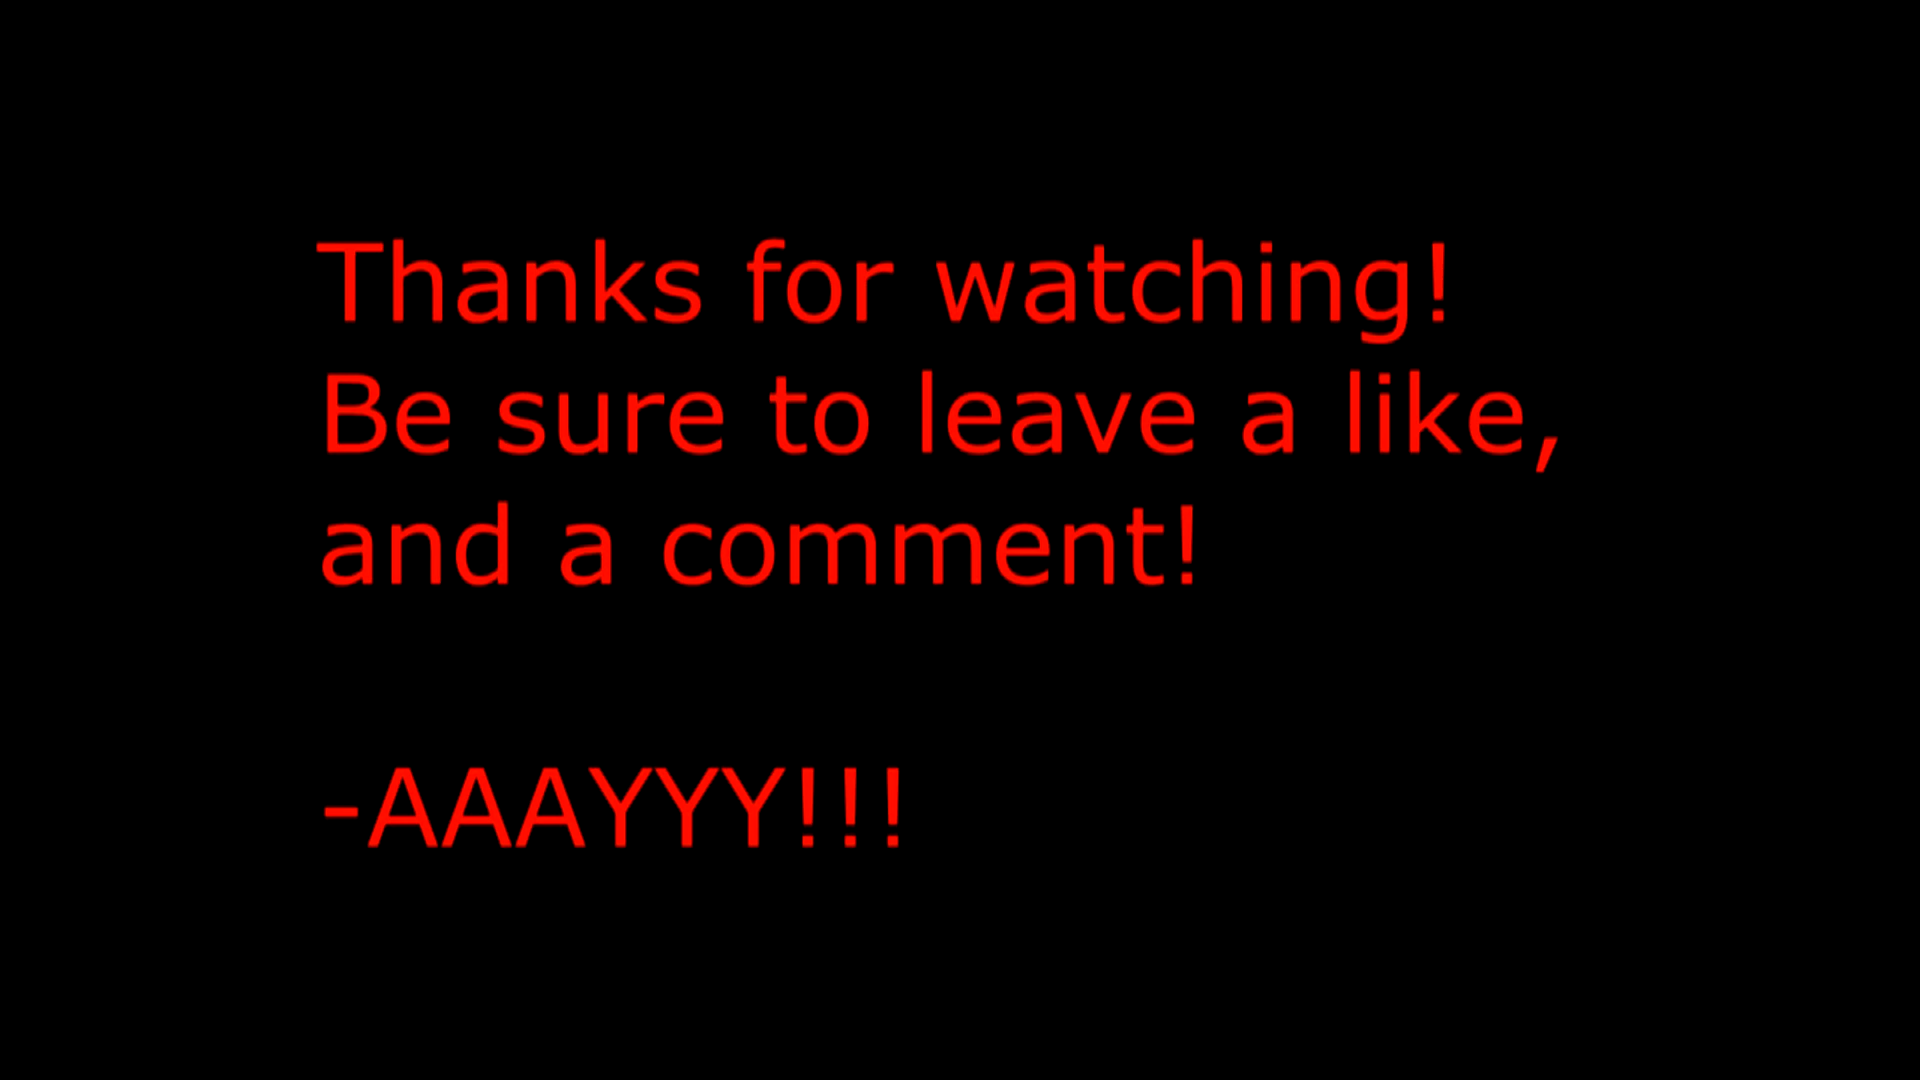 Thanks for watching!
Be sure to leave a like,
and a comment!
-AAAYYY!!!